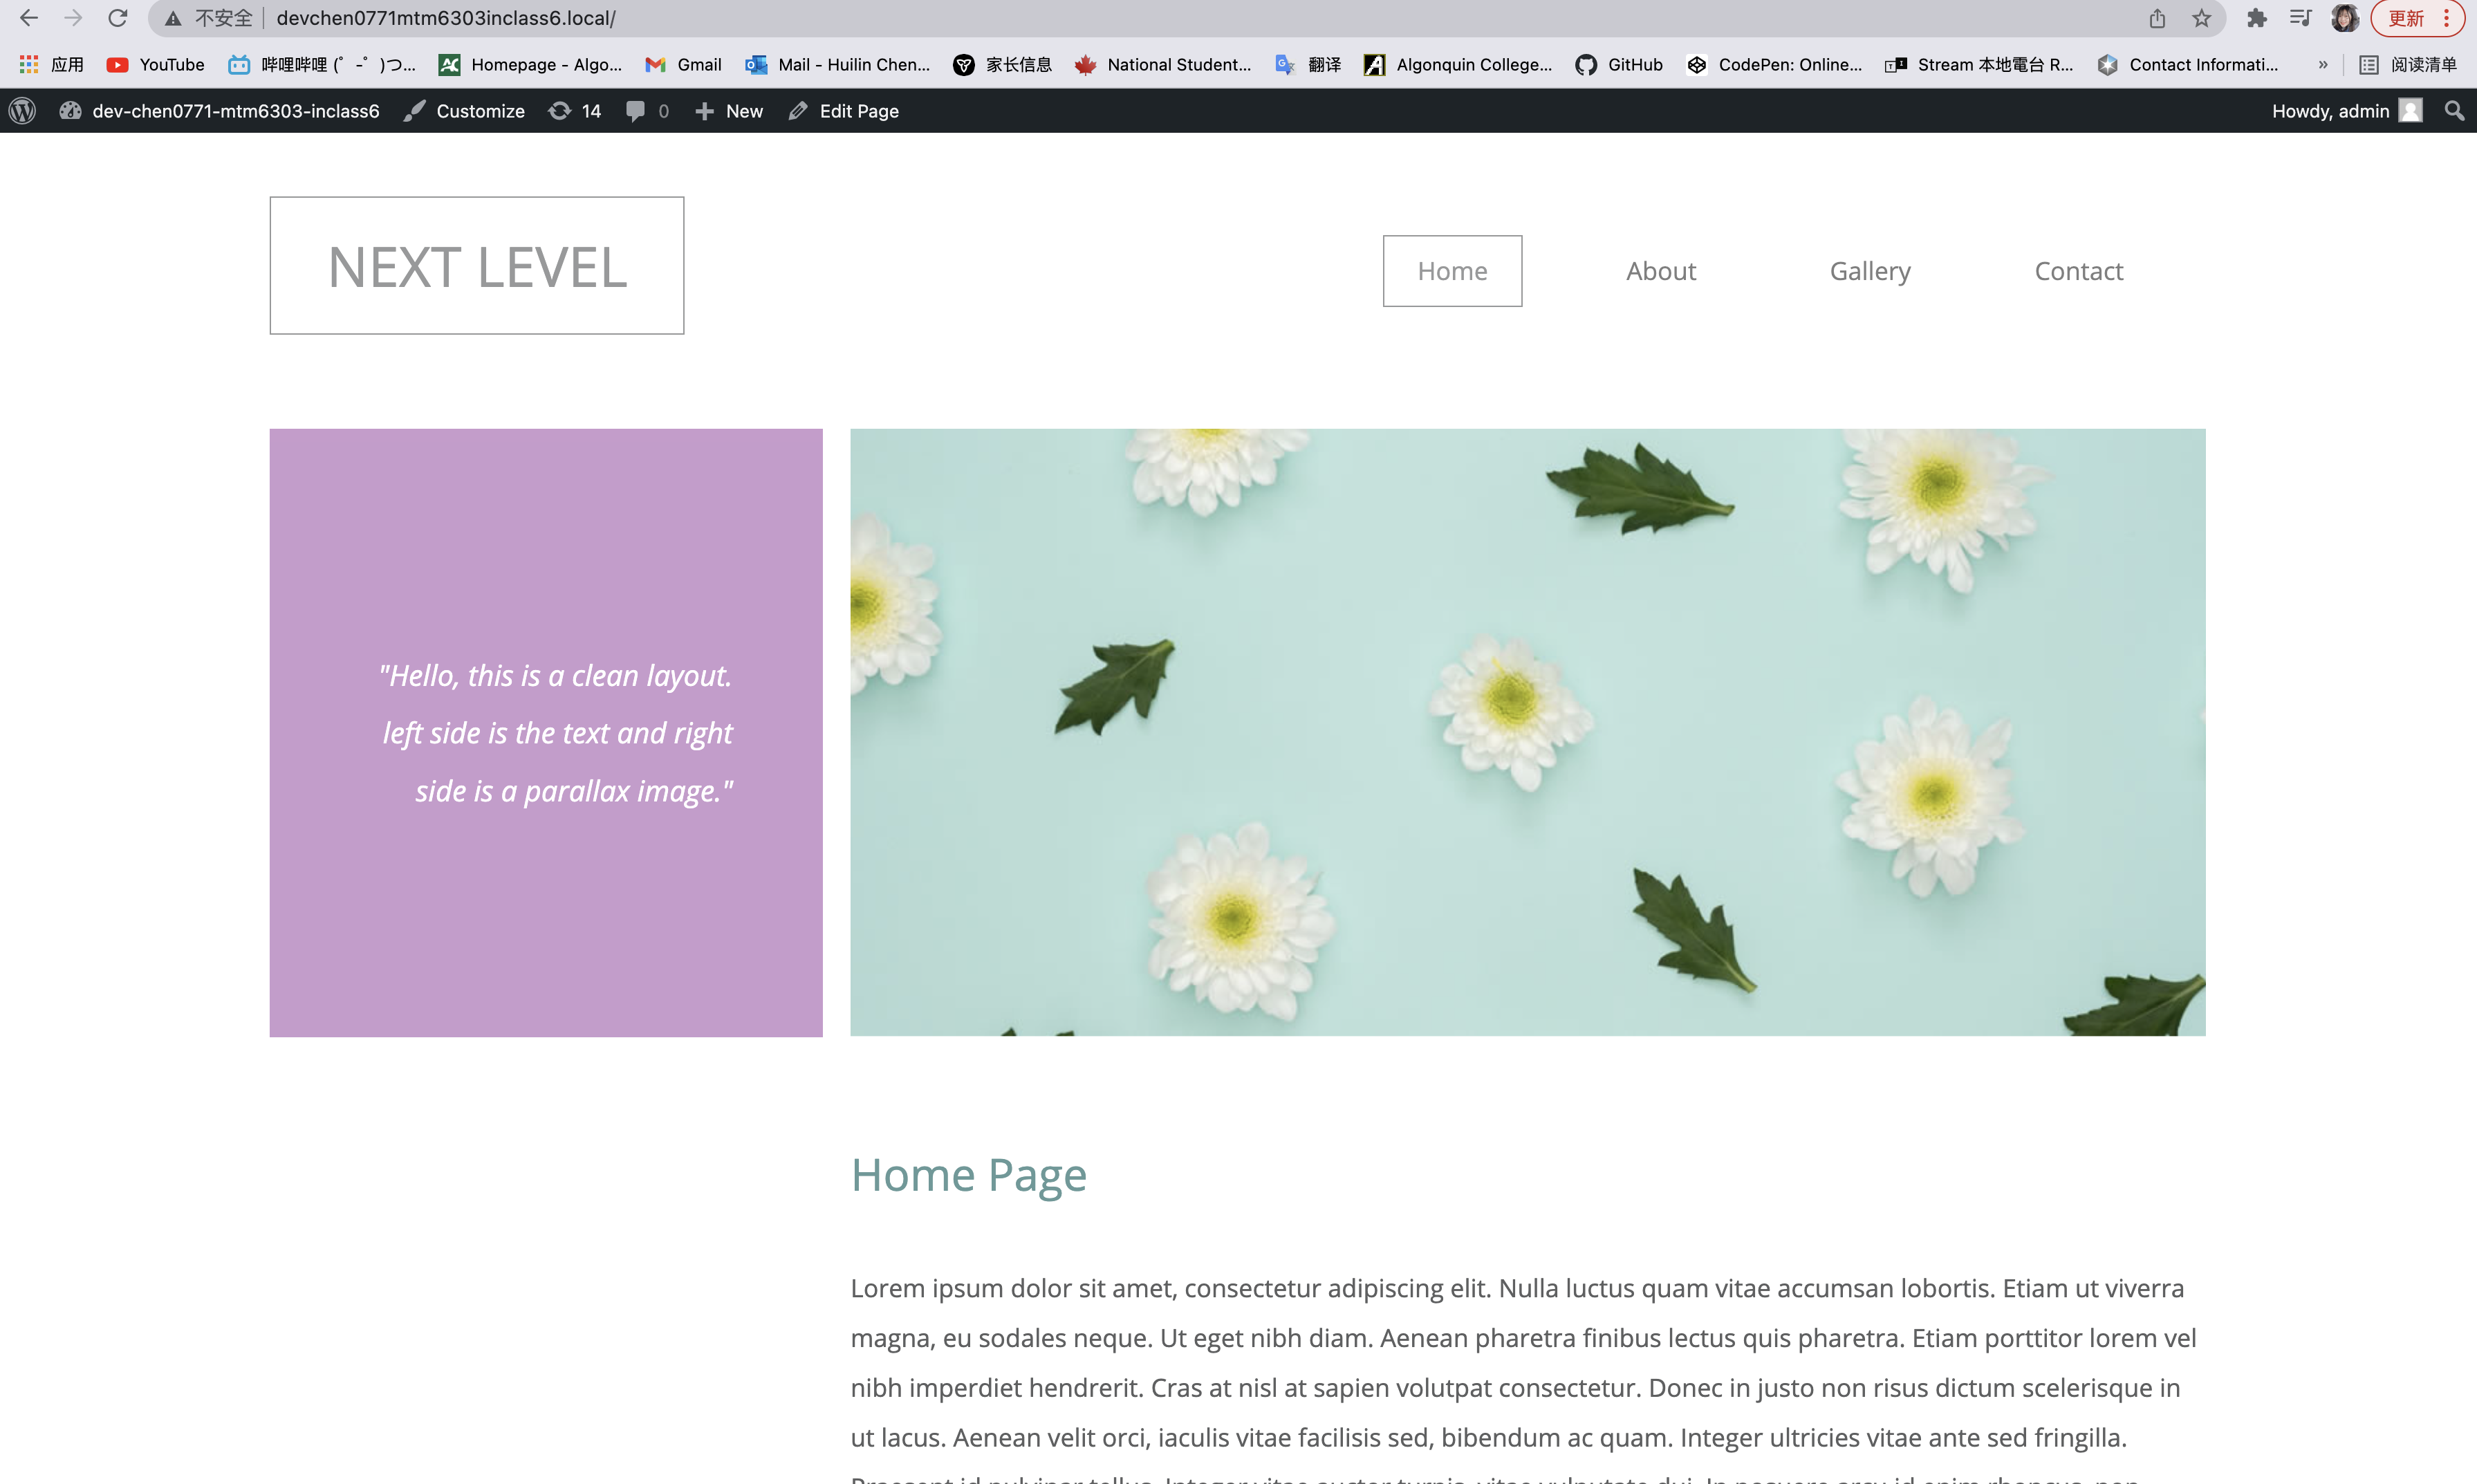 不安全 devchen0771mtm6303inclass6.local/ 更新
应用 YouTube 哔哩哔哩 (゜-゜)つ... Homepage - Algo... Gmail Mail - Huilin Chen... 家长信息 National Student... 翻译 Algonquin College... GitHub CodePen: Online... Stream 本地電台 R... Contact Informati... » 阅读清单
dev-chen0771-mtm6303-inclass6 Customize 14 0 New Edit Page Howdy, admin
NEXT LEVEL
Home About Gallery Contact
"Hello, this is a clean layout.
left side is the text and right
side is a parallax image."
Home Page
Lorem ipsum dolor sit amet, consectetur adipiscing elit. Nulla luctus quam vitae accumsan lobortis. Etiam ut viverra
magna, eu sodales neque. Ut eget nibh diam. Aenean pharetra finibus lectus quis pharetra. Etiam porttitor lorem vel
nibh imperdiet hendrerit. Cras at nisl at sapien volutpat consectetur. Donec in justo non risus dictum scelerisque in
ut lacus. Aenean velit orci, iaculis vitae facilisis sed, bibendum ac quam. Integer ultricies vitae ante sed fringilla.